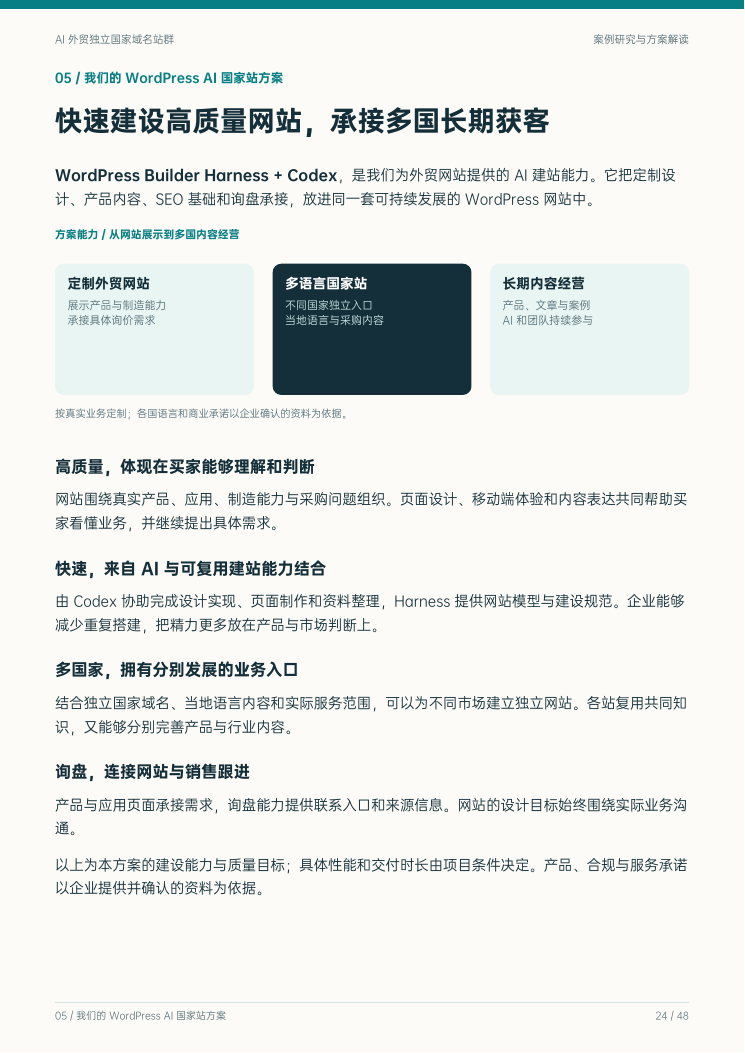 AI 外贸独立国家域名站群
案例研究与方案解读
05 / 我们的 WordPress AI 国家站方案
快速建设高质量网站，承接多国长期获客
WordPress Builder Harness + Codex，是我们为外贸网站提供的 AI 建站能力。它把定制设
计、产品内容、SEO 基础和询盘承接，放进同一套可持续发展的 WordPress 网站中。
方案能力 / 从网站展示到多国内容经营
定制外贸网站
展示产品与制造能力
承接具体询价需求
多语言国家站
不同国家独立入口
当地语言与采购内容
长期内容经营
产品、文章与案例
AI 和团队持续参与
按真实业务定制；各国语言和商业承诺以企业确认的资料为依据。
高质量，体现在买家能够理解和判断
网站围绕真实产品、应用、制造能力与采购问题组织。页面设计、移动端体验和内容表达共同帮助买
家看懂业务，并继续提出具体需求。
快速，来自 AI 与可复用建站能力结合
由 Codex 协助完成设计实现、页面制作和资料整理，Harness 提供网站模型与建设规范。企业能够
减少重复搭建，把精力更多放在产品与市场判断上。
多国家，拥有分别发展的业务入口
结合独立国家域名、当地语言内容和实际服务范围，可以为不同市场建立独立网站。各站复用共同知
识，又能够分别完善产品与行业内容。
询盘，连接网站与销售跟进
产品与应用页面承接需求，询盘能力提供联系入口和来源信息。网站的设计目标始终围绕实际业务沟
通。
以上为本方案的建设能力与质量目标；具体性能和交付时长由项目条件决定。产品、合规与服务承诺
以企业提供并确认的资料为依据。
05 / 我们的 WordPress AI 国家站方案
24 / 48